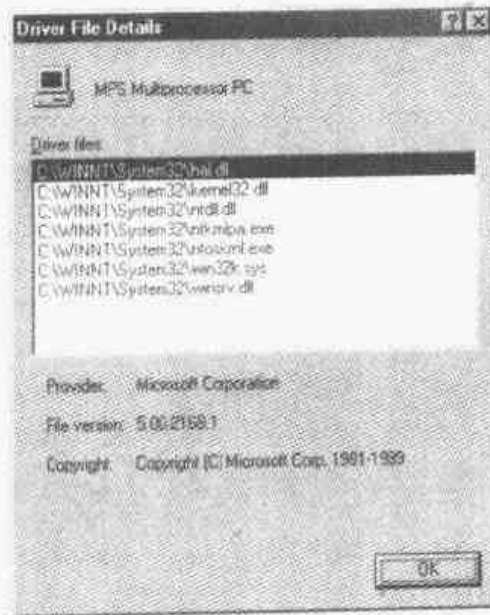 Driver File Details
MPS Multiprocessor PC
Driver files:
C:\WINNT\System32\hal.dll
C:\WINNT\System32\kernel32.dll
C:\WINNT\System32\ntdll.dll
C:\WINNT\System32\ntkrnlpa.exe
C:\WINNT\System32\ntoskrnl.exe
C:\WINNT\System32\win32k.sys
C:\WINNT\System32\winsrv.dll
Provider: Microsoft Corporation
File version: 5.00.2168.1
Copyright: Copyright (C) Microsoft Corp. 1981-1999
OK